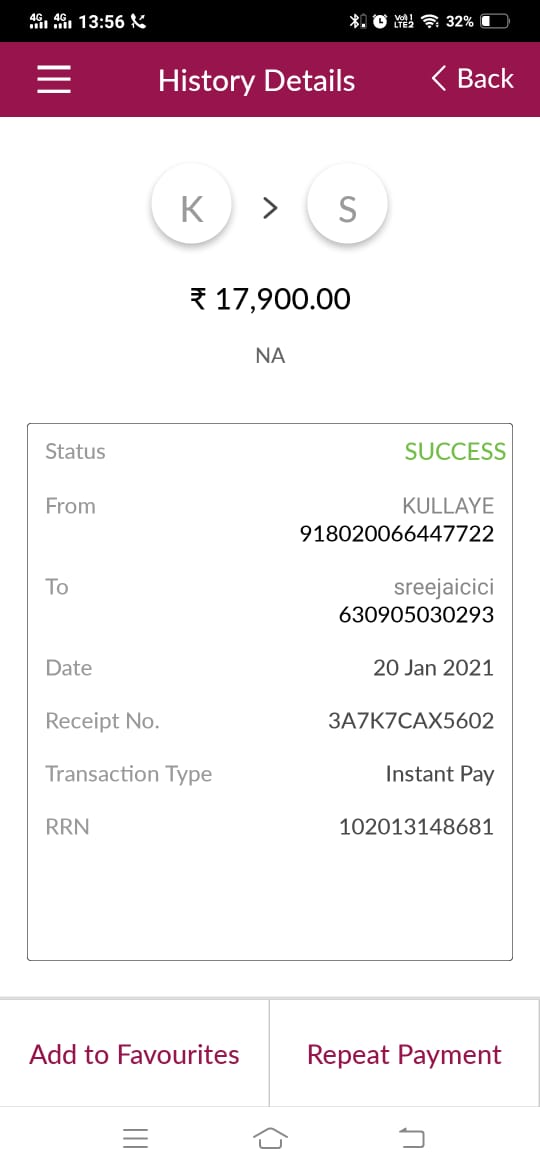 4G 4G 13:56 32%
History Details
Back
K > S
₹ 17,900.00
NA
Status SUCCESS
From KULLAYE
918020066447722
To sreejaicici
630905030293
Date 20 Jan 2021
Receipt No. 3A7K7CAX5602
Transaction Type Instant Pay
RRN 102013148681
Add to Favourites Repeat Payment